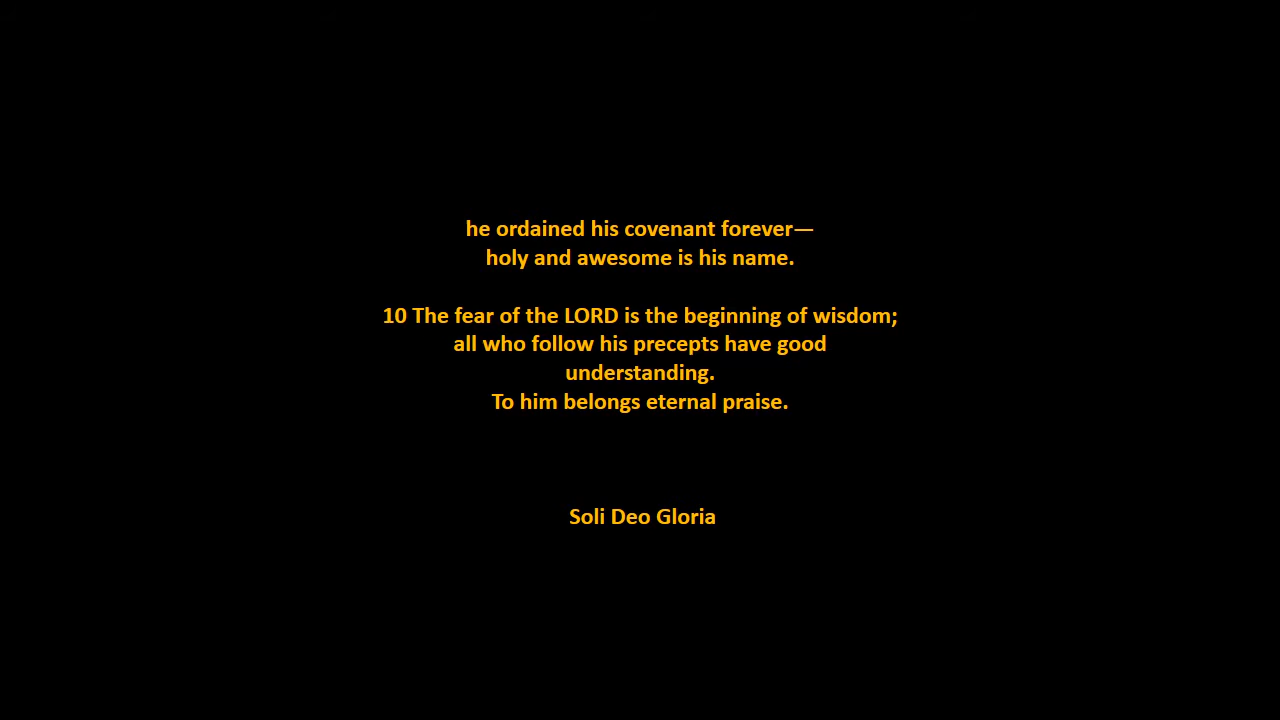 he ordained his covenant forever—
holy and awesome is his name.
10 The fear of the LORD is the beginning of wisdom;
all who follow his precepts have good
understanding.
To him belongs eternal praise.
Soli Deo Gloria